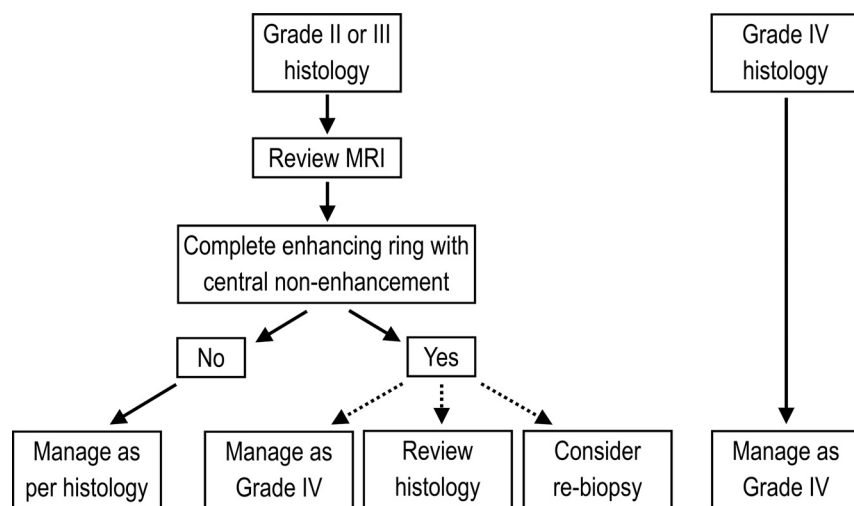 Grade II or III
histology
Grade IV
histology
Review MRI
Complete enhancing ring with
central non-enhancement
No
Yes
Manage as
per histology
Manage as
Grade IV
Review
histology
Consider
re-biopsy
Manage as
Grade IV